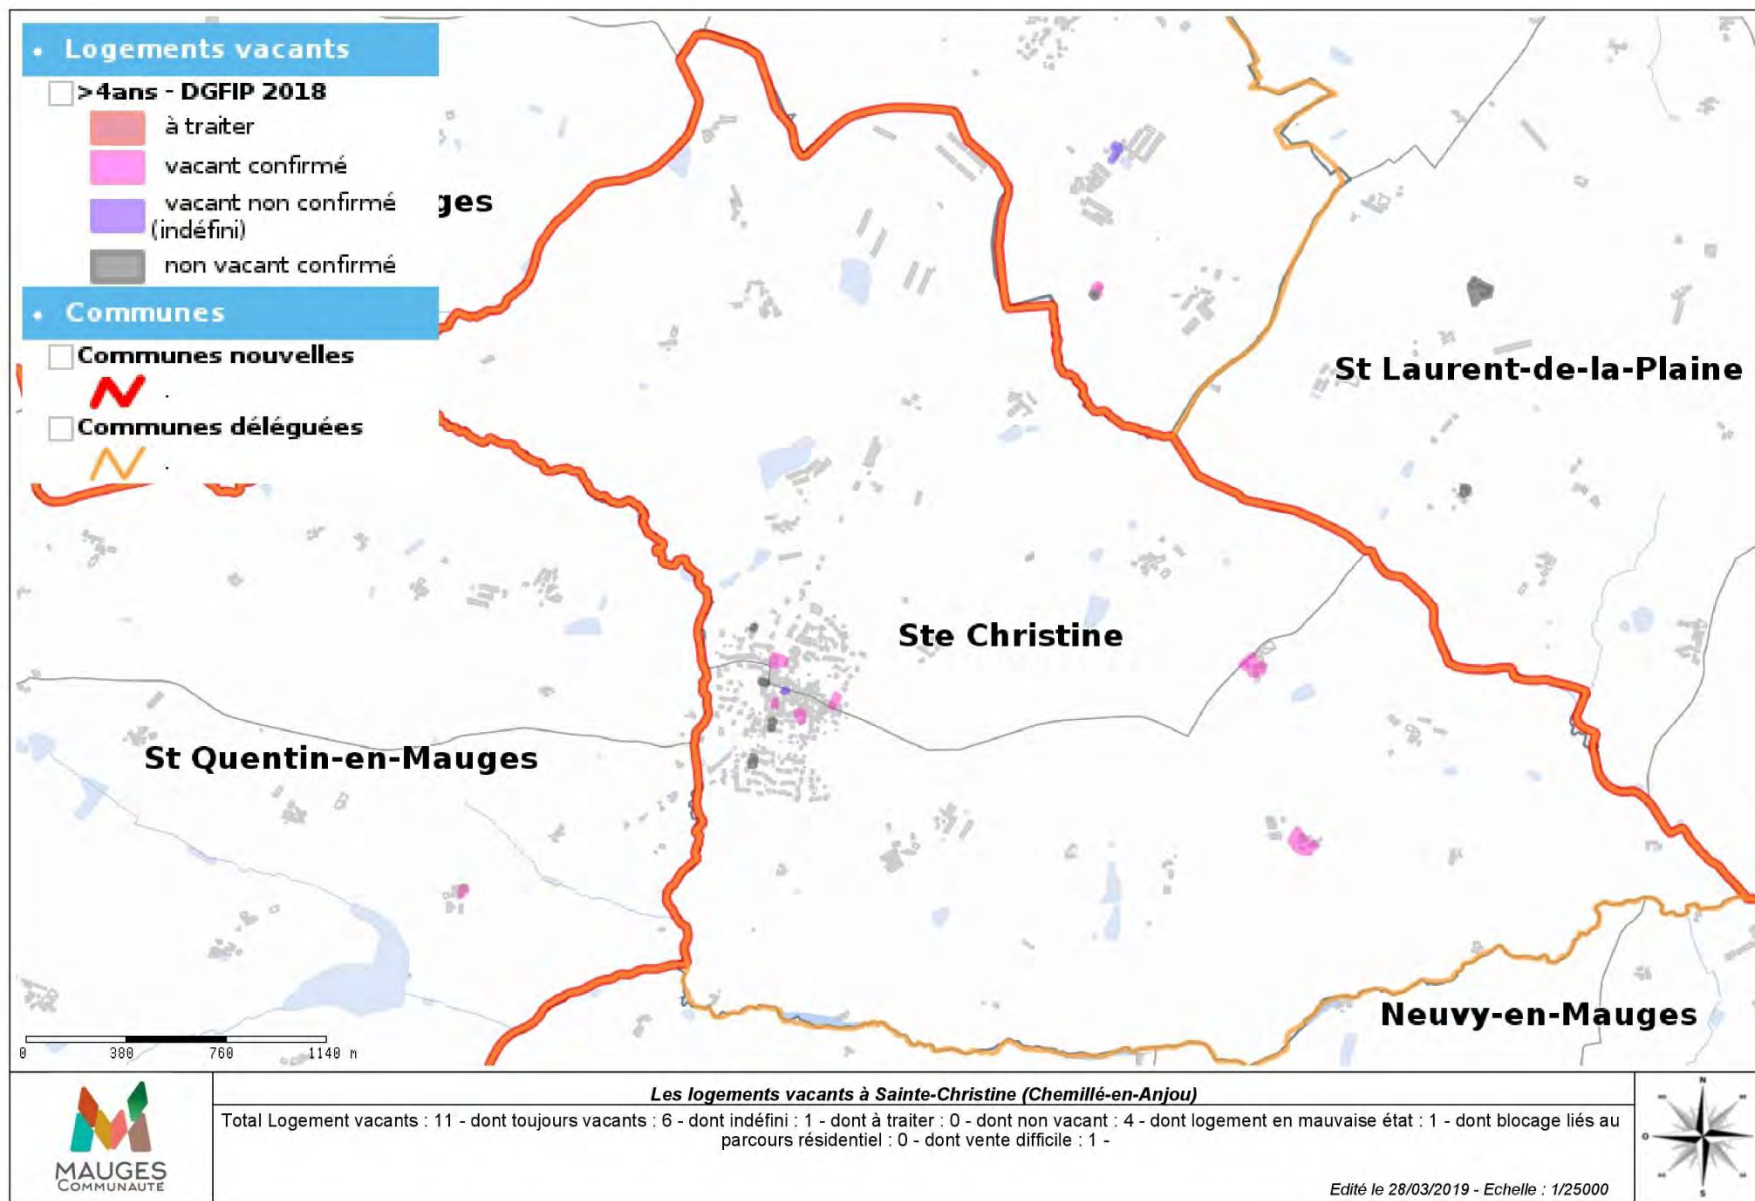 • Logements vacants
>4ans - DGFIP 2018
à traiter
vacant confirmé
vacant non confirmé
(indéfini)
non vacant confirmé
• Communes
Communes nouvelles
.
Communes déléguées
.
ges
St Laurent-de-la-Plaine
Ste Christine
St Quentin-en-Mauges
Neuvy-en-Mauges
0 380 760 1140 m
MAUGES
COMMUNAUTÉ
Les logements vacants à Sainte-Christine (Chemillé-en-Anjou)
Total Logement vacants : 11 - dont toujours vacants : 6 - dont indéfini : 1 - dont à traiter : 0 - dont non vacant : 4 - dont logement en mauvaise état : 1 - dont blocage liés au
parcours résidentiel : 0 - dont vente difficile : 1 -
Edité le 28/03/2019 - Echelle : 1/25000
N
O
E
S